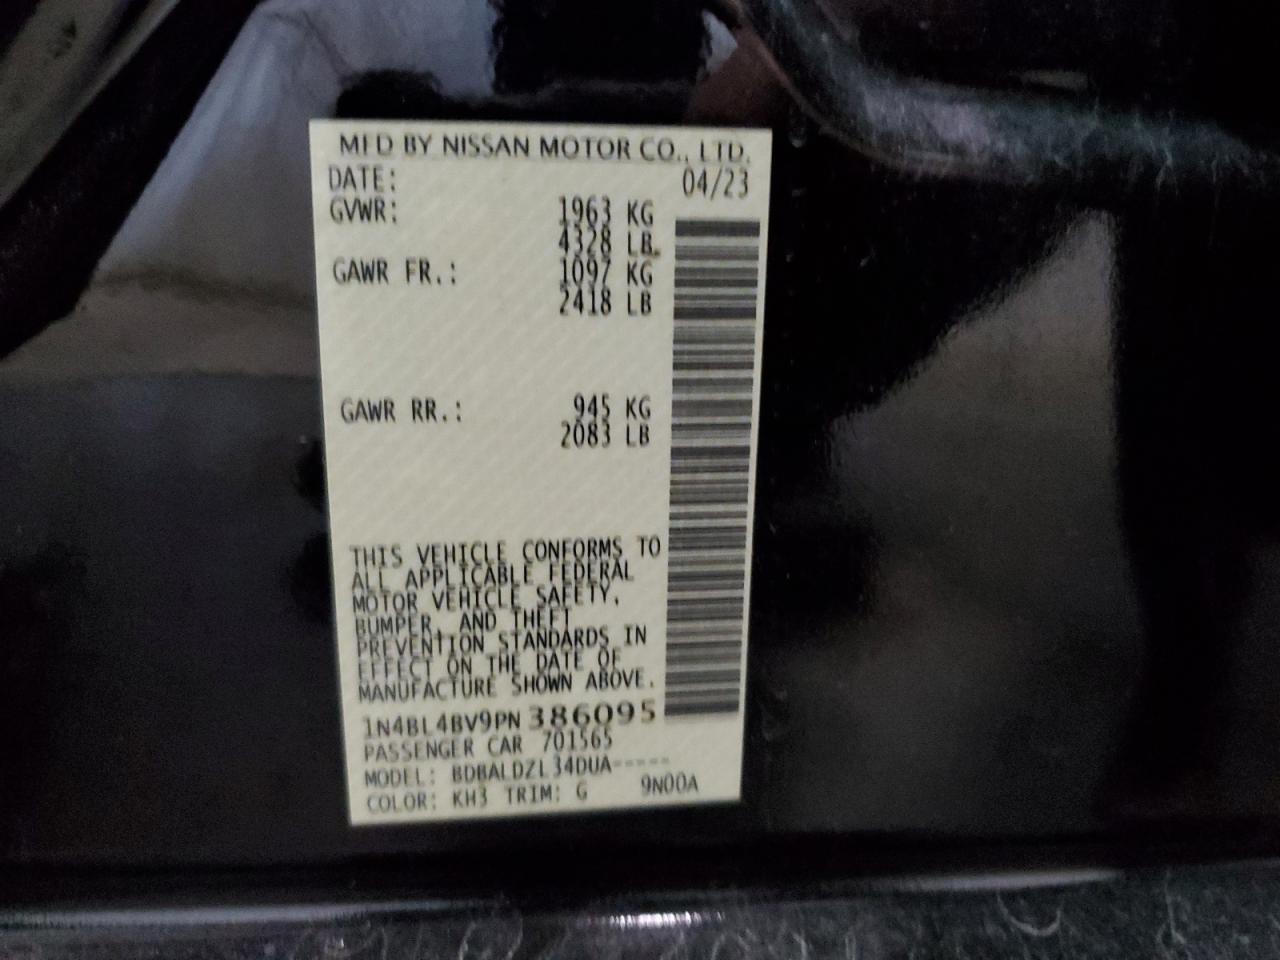 MFD BY NISSAN MOTOR CO., LTD.
DATE: 04/23
GVWR: 1963 KG
4328 LB
GAWR FR.: 1097 KG
2418 LB
GAWR RR.: 945 KG
2083 LB
THIS VEHICLE CONFORMS TO
ALL APPLICABLE FEDERAL
MOTOR VEHICLE SAFETY,
BUMPER, AND THEFT
PREVENTION STANDARDS IN
EFFECT ON THE DATE OF
MANUFACTURE SHOWN ABOVE.
1N4BL4BV9PN386095
PASSENGER CAR 701565
MODEL: BDBALDZL34DUA-----
COLOR: KH3 TRIM: G 9N00A